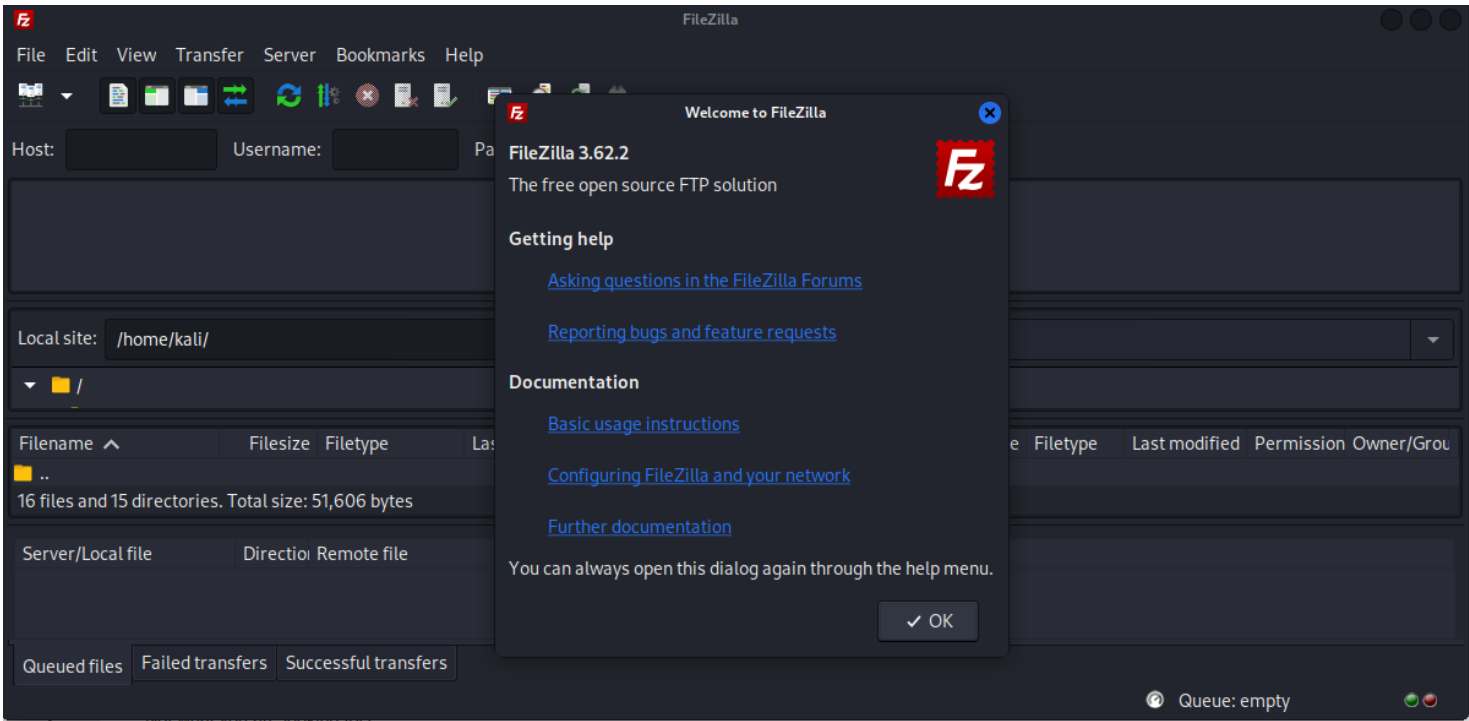 FileZilla
File Edit View Transfer Server Bookmarks Help
Welcome to FileZilla
Host: Username: Pa
FileZilla 3.62.2
The free open source FTP solution
Fz
Getting help
Asking questions in the FileZilla Forums
Reporting bugs and feature requests
Local site: /home/kali/
/
Documentation
Basic usage instructions
Configuring FileZilla and your network
Further documentation
You can always open this dialog again through the help menu.
OK
Filename Filesize Filetype Las
e Filetype Last modified Permission Owner/Grou
..
16 files and 15 directories. Total size: 51,606 bytes
Server/Local file Directio Remote file
Queued files Failed transfers Successful transfers
Queue: empty